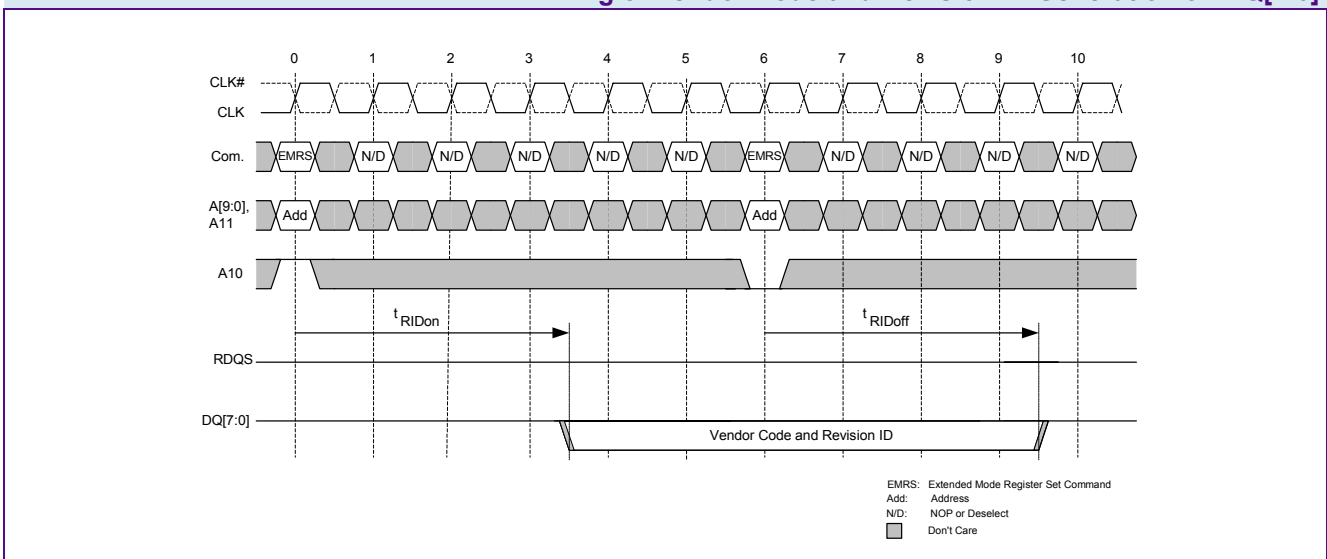 0 1 2 3 4 5 6 7 8 9 10
CLK#
CLK
Com. EMRS N/D N/D N/D N/D N/D EMRS N/D N/D N/D N/D
A[9:0],
A11 Add Add
A10
tRIDon tRIDoff
RDQS
DQ[7:0] Vendor Code and Revision ID
EMRS: Extended Mode Register Set Command
Add: Address
N/D: NOP or Deselect
Don't Care